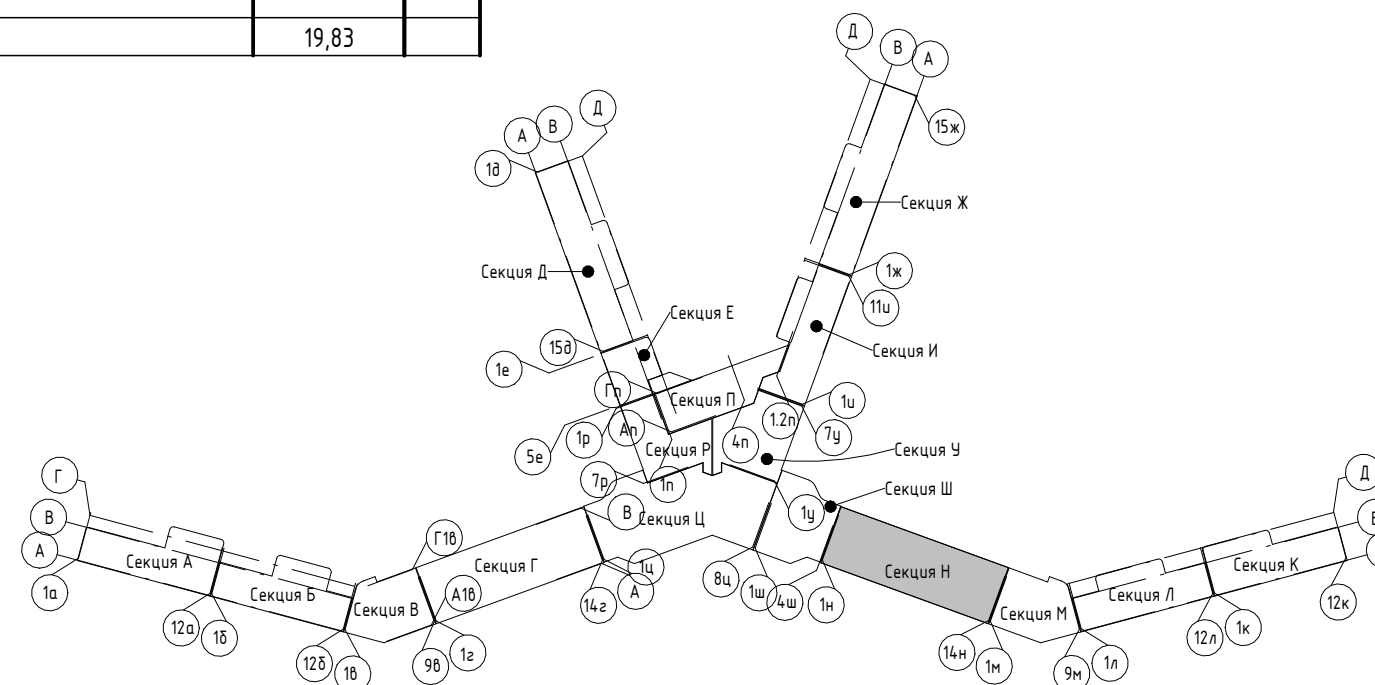 19,83
Д
В
А
15ж
Д
В
А
1д
Секция Ж
Секция Д
1ж
11и
Секция Е
15д
Секция И
1е
Гп
Секция П
1и
1.2п
7у
Ап
4п
1р
5е
Секция Р
Секция У
7р
1п
Секция Ш
1у
Г
В
А
В
Секция Ц
Д
Г1в
Секция А
Секция Г
Секция Н
Секция К
1ц
А
8ц
1а
Секция Б
Секция В
А1в
14г
1ш
4ш
1н
Секция М
Секция Л
12к
12а
1б
12л
1к
12б
1в
9в
1г
14н
1м
9м
1л